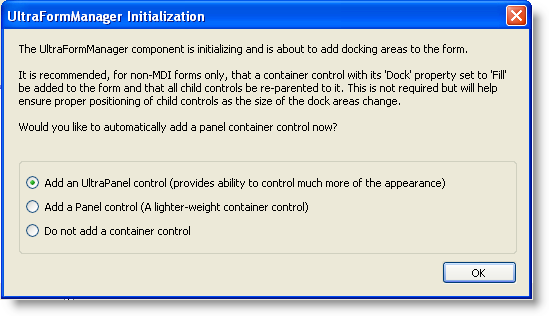 UltraFormManager Initialization
The UltraFormManager component is initializing and is about to add docking areas to the form.
It is recommended, for non-MDI forms only, that a container control with its 'Dock' property set to 'Fill'
be added to the form and that all child controls be re-parented to it. This is not required but will help
ensure proper positioning of child controls as the size of the dock areas change.
Would you like to automatically add a panel container control now?
Add an UltraPanel control (provides ability to control much more of the appearance)
Add a Panel control (A lighter-weight container control)
Do not add a container control
OK